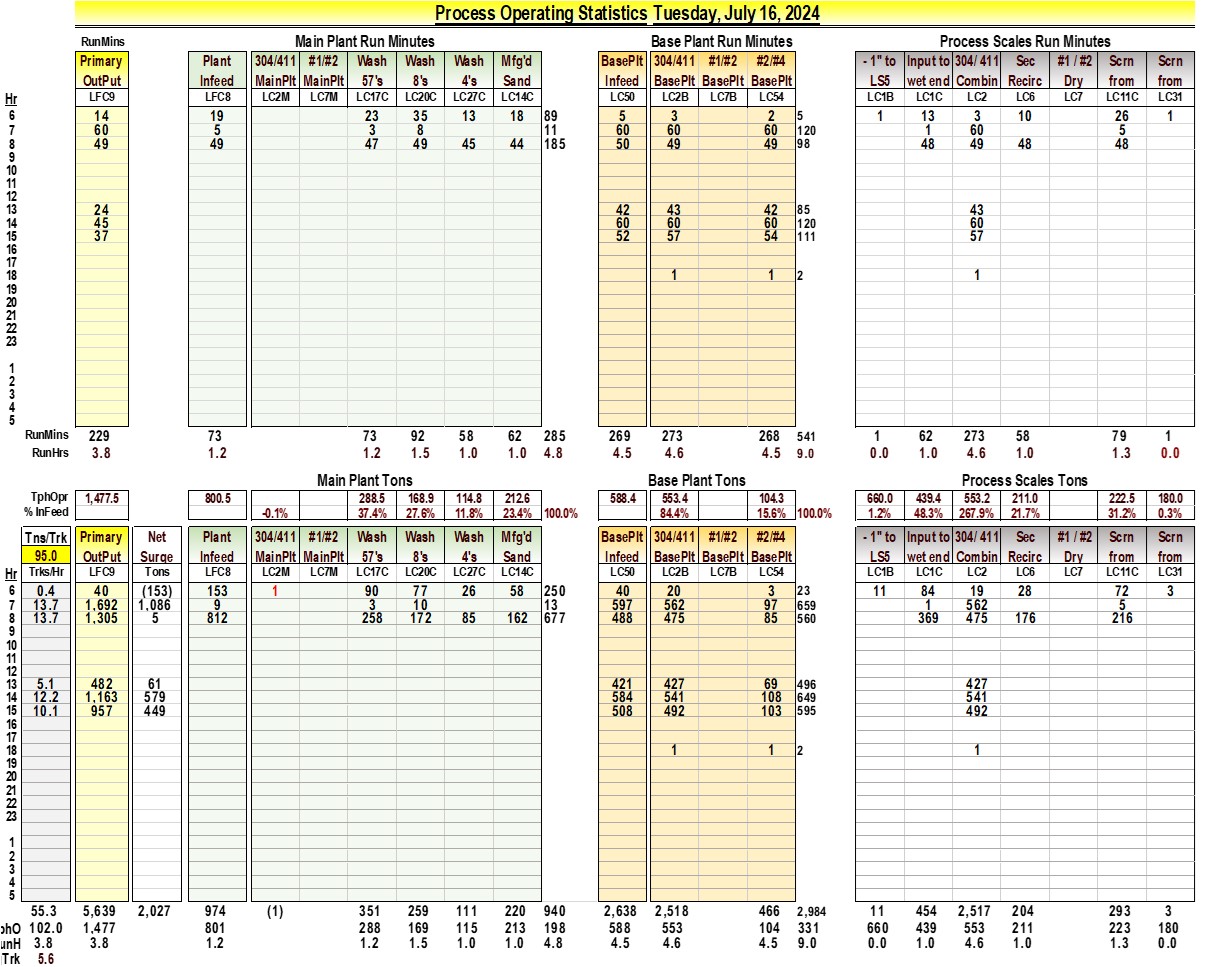 Process Operating Statistics Tuesday, July 16, 2024
RunMins Main Plant Run Minutes Base Plant Run Minutes Process Scales Run Minutes
Primary Plant 304/411 #1/#2 Wash Wash Wash Mfg'd BasePlt 304/411 #1/#2 #2/#4 - 1" to Input to 304/ 411 Sec #1 / #2 Scrn Scrn
OutPut Infeed MainPlt MainPlt 57's 8's 4's Sand Infeed BasePlt BasePlt BasePlt LS5 wet end Combin Recirc Dry from from
Hr LFC9 LFC8 LC2M LC7M LC17C LC20C LC27C LC14C LC50 LC2B LC7B LC54 LC1B LC1C LC2 LC6 LC7 LC11C LC31
6 14 19 23 35 13 18 89 5 3 2 5 1 13 3 10 26 1
7 60 5 3 8 11 60 60 60 120 1 60 5
8 49 49 47 49 45 44 185 50 49 49 98 48 49 48 48
9
10
11
12
13 24 42 43 42 85 43
14 45 60 60 60 120 60
15 37 52 57 54 111 57
16
17
18 1 1 2 1
19
20
21
22
23
1
2
3
4
5
RunMins 229 73 73 92 58 62 285 269 273 268 541 1 62 273 58 79 1
RunHrs 3.8 1.2 1.2 1.5 1.0 1.0 4.8 4.5 4.6 4.5 9.0 0.0 1.0 4.6 1.0 1.3 0.0
Main Plant Tons Base Plant Tons Process Scales Tons
TphOpr 1,477.5 800.5 288.5 168.9 114.8 212.6 588.4 553.4 104.3 660.0 439.4 553.2 211.0 222.5 180.0
% InFeed -0.1% 37.4% 27.6% 11.8% 23.4% 100.0% 84.4% 15.6% 100.0% 1.2% 48.3% 267.9% 21.7% 31.2% 0.3%
Tns/Trk Primary Net Plant 304/411 #1/#2 Wash Wash Wash Mfg'd BasePlt 304/411 #1/#2 #2/#4 - 1" to Input to 304/ 411 Sec #1 / #2 Scrn Scrn
95.0 OutPut Surge Infeed MainPlt MainPlt 57's 8's 4's Sand Infeed BasePlt BasePlt BasePlt LS5 wet end Combin Recirc Dry from from
Hr Trks/Hr LFC9 Tons LFC8 LC2M LC7M LC17C LC20C LC27C LC14C LC50 LC2B LC7B LC54 LC1B LC1C LC2 LC6 LC7 LC11C LC31
6 0.4 40 (153) 153 1 90 77 26 58 250 40 20 3 23 11 84 19 28 72 3
7 13.7 1,692 1,086 9 3 10 13 597 562 97 659 1 562 5
8 13.7 1,305 5 812 258 172 85 162 677 488 475 85 560 369 475 176 216
9
10
11
12
13 5.1 482 61 421 427 69 496 427
14 12.2 1,163 579 584 541 108 649 541
15 10.1 957 449 508 492 103 595 492
16
17
18 1 1 2 1
19
20
21
22
23
1
2
3
4
5
55.3 5,639 2,027 974 (1) 351 259 111 220 940 2,638 2,518 466 2,984 11 454 2,517 204 293 3
phO 102.0 1,477 801 288 169 115 213 198 588 553 104 331 660 439 553 211 223 180
unH 3.8 3.8 1.2 1.2 1.5 1.0 1.0 4.8 4.5 4.6 4.5 9.0 0.0 1.0 4.6 1.0 1.3 0.0
Trk 5.6